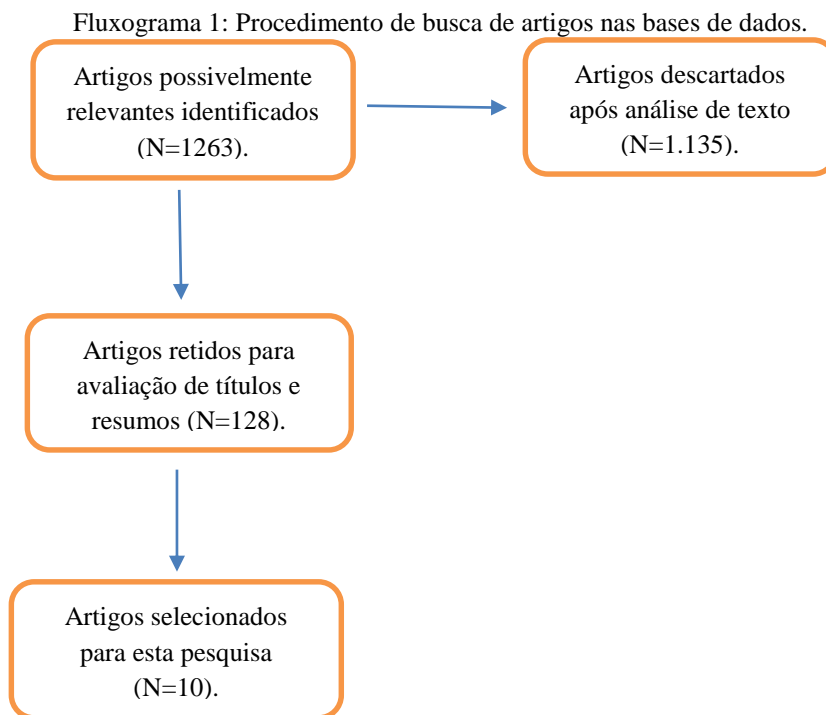 Fluxograma 1: Procedimento de busca de artigos nas bases de dados.
Artigos possivelmente
relevantes identificados
(N=1263).
Artigos descartados
após análise de texto
(N=1.135).
Artigos retidos para
avaliação de títulos e
resumos (N=128).
Artigos selecionados
para esta pesquisa
(N=10).